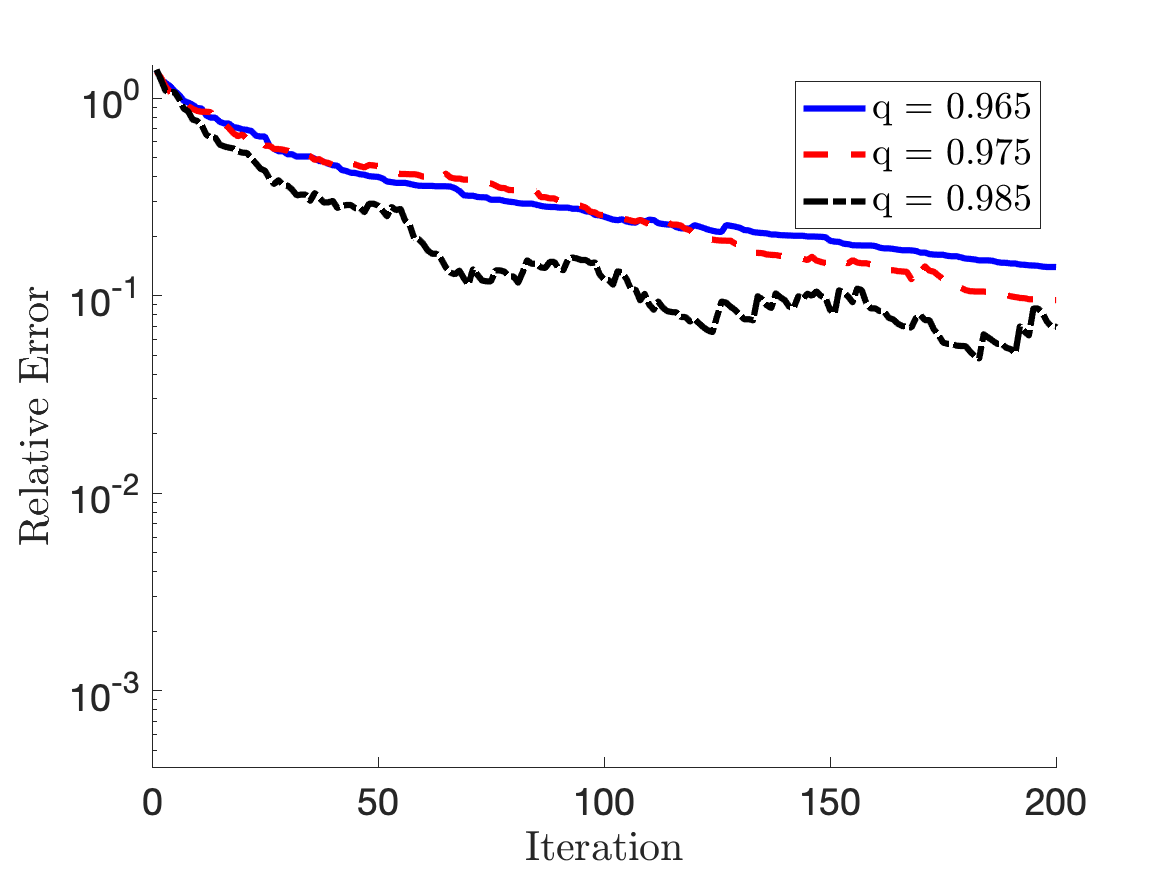 10^0
10^-1
10^-2
10^-3
Relative Error
q = 0.965
q = 0.975
q = 0.985
0 50 100 150 200
Iteration